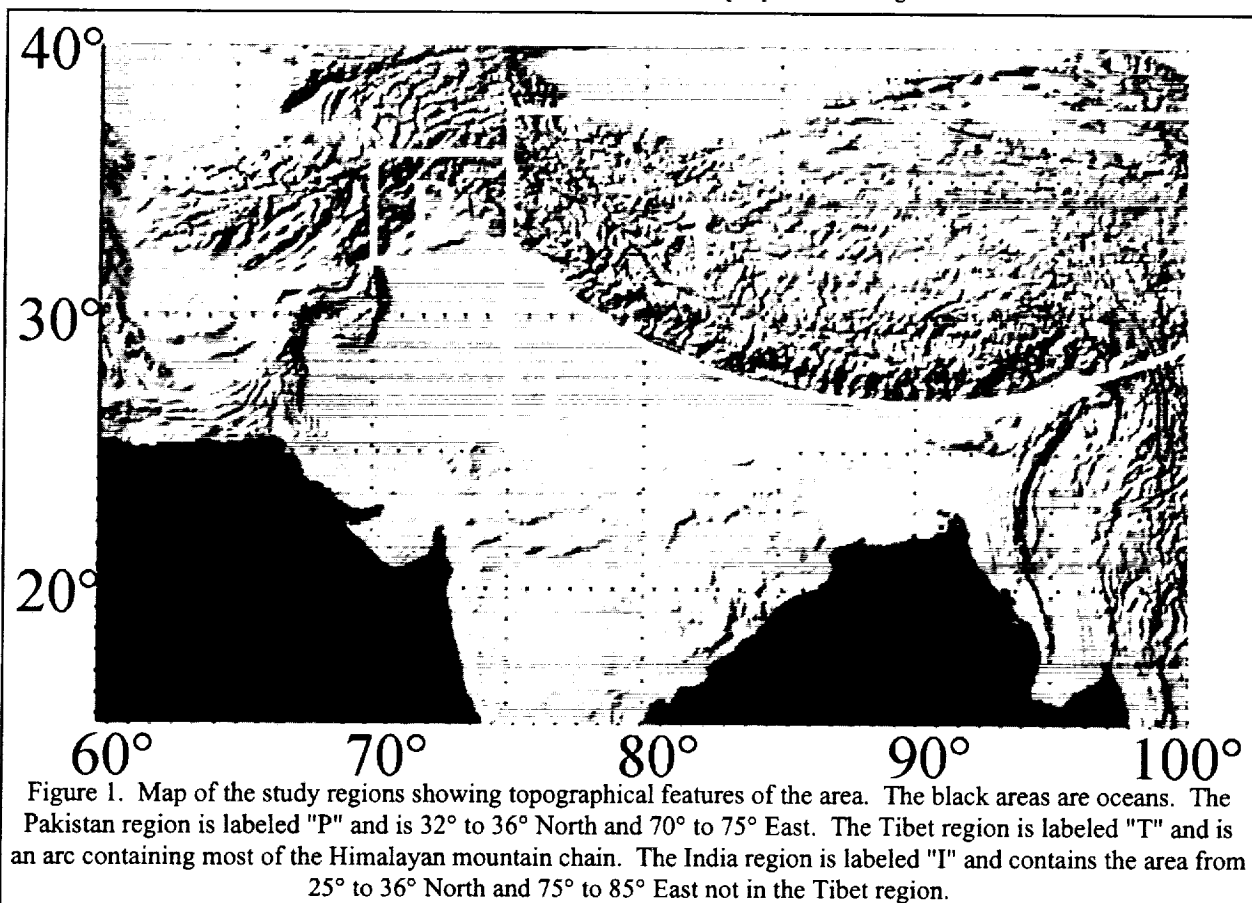 40°
30°
20°
60° 70° 80° 90° 100°
Figure 1. Map of the study regions showing topographical features of the area. The black areas are oceans. The
Pakistan region is labeled "P" and is 32° to 36° North and 70° to 75° East. The Tibet region is labeled "T" and is
an arc containing most of the Himalayan mountain chain. The India region is labeled "I" and contains the area from
25° to 36° North and 75° to 85° East not in the Tibet region.